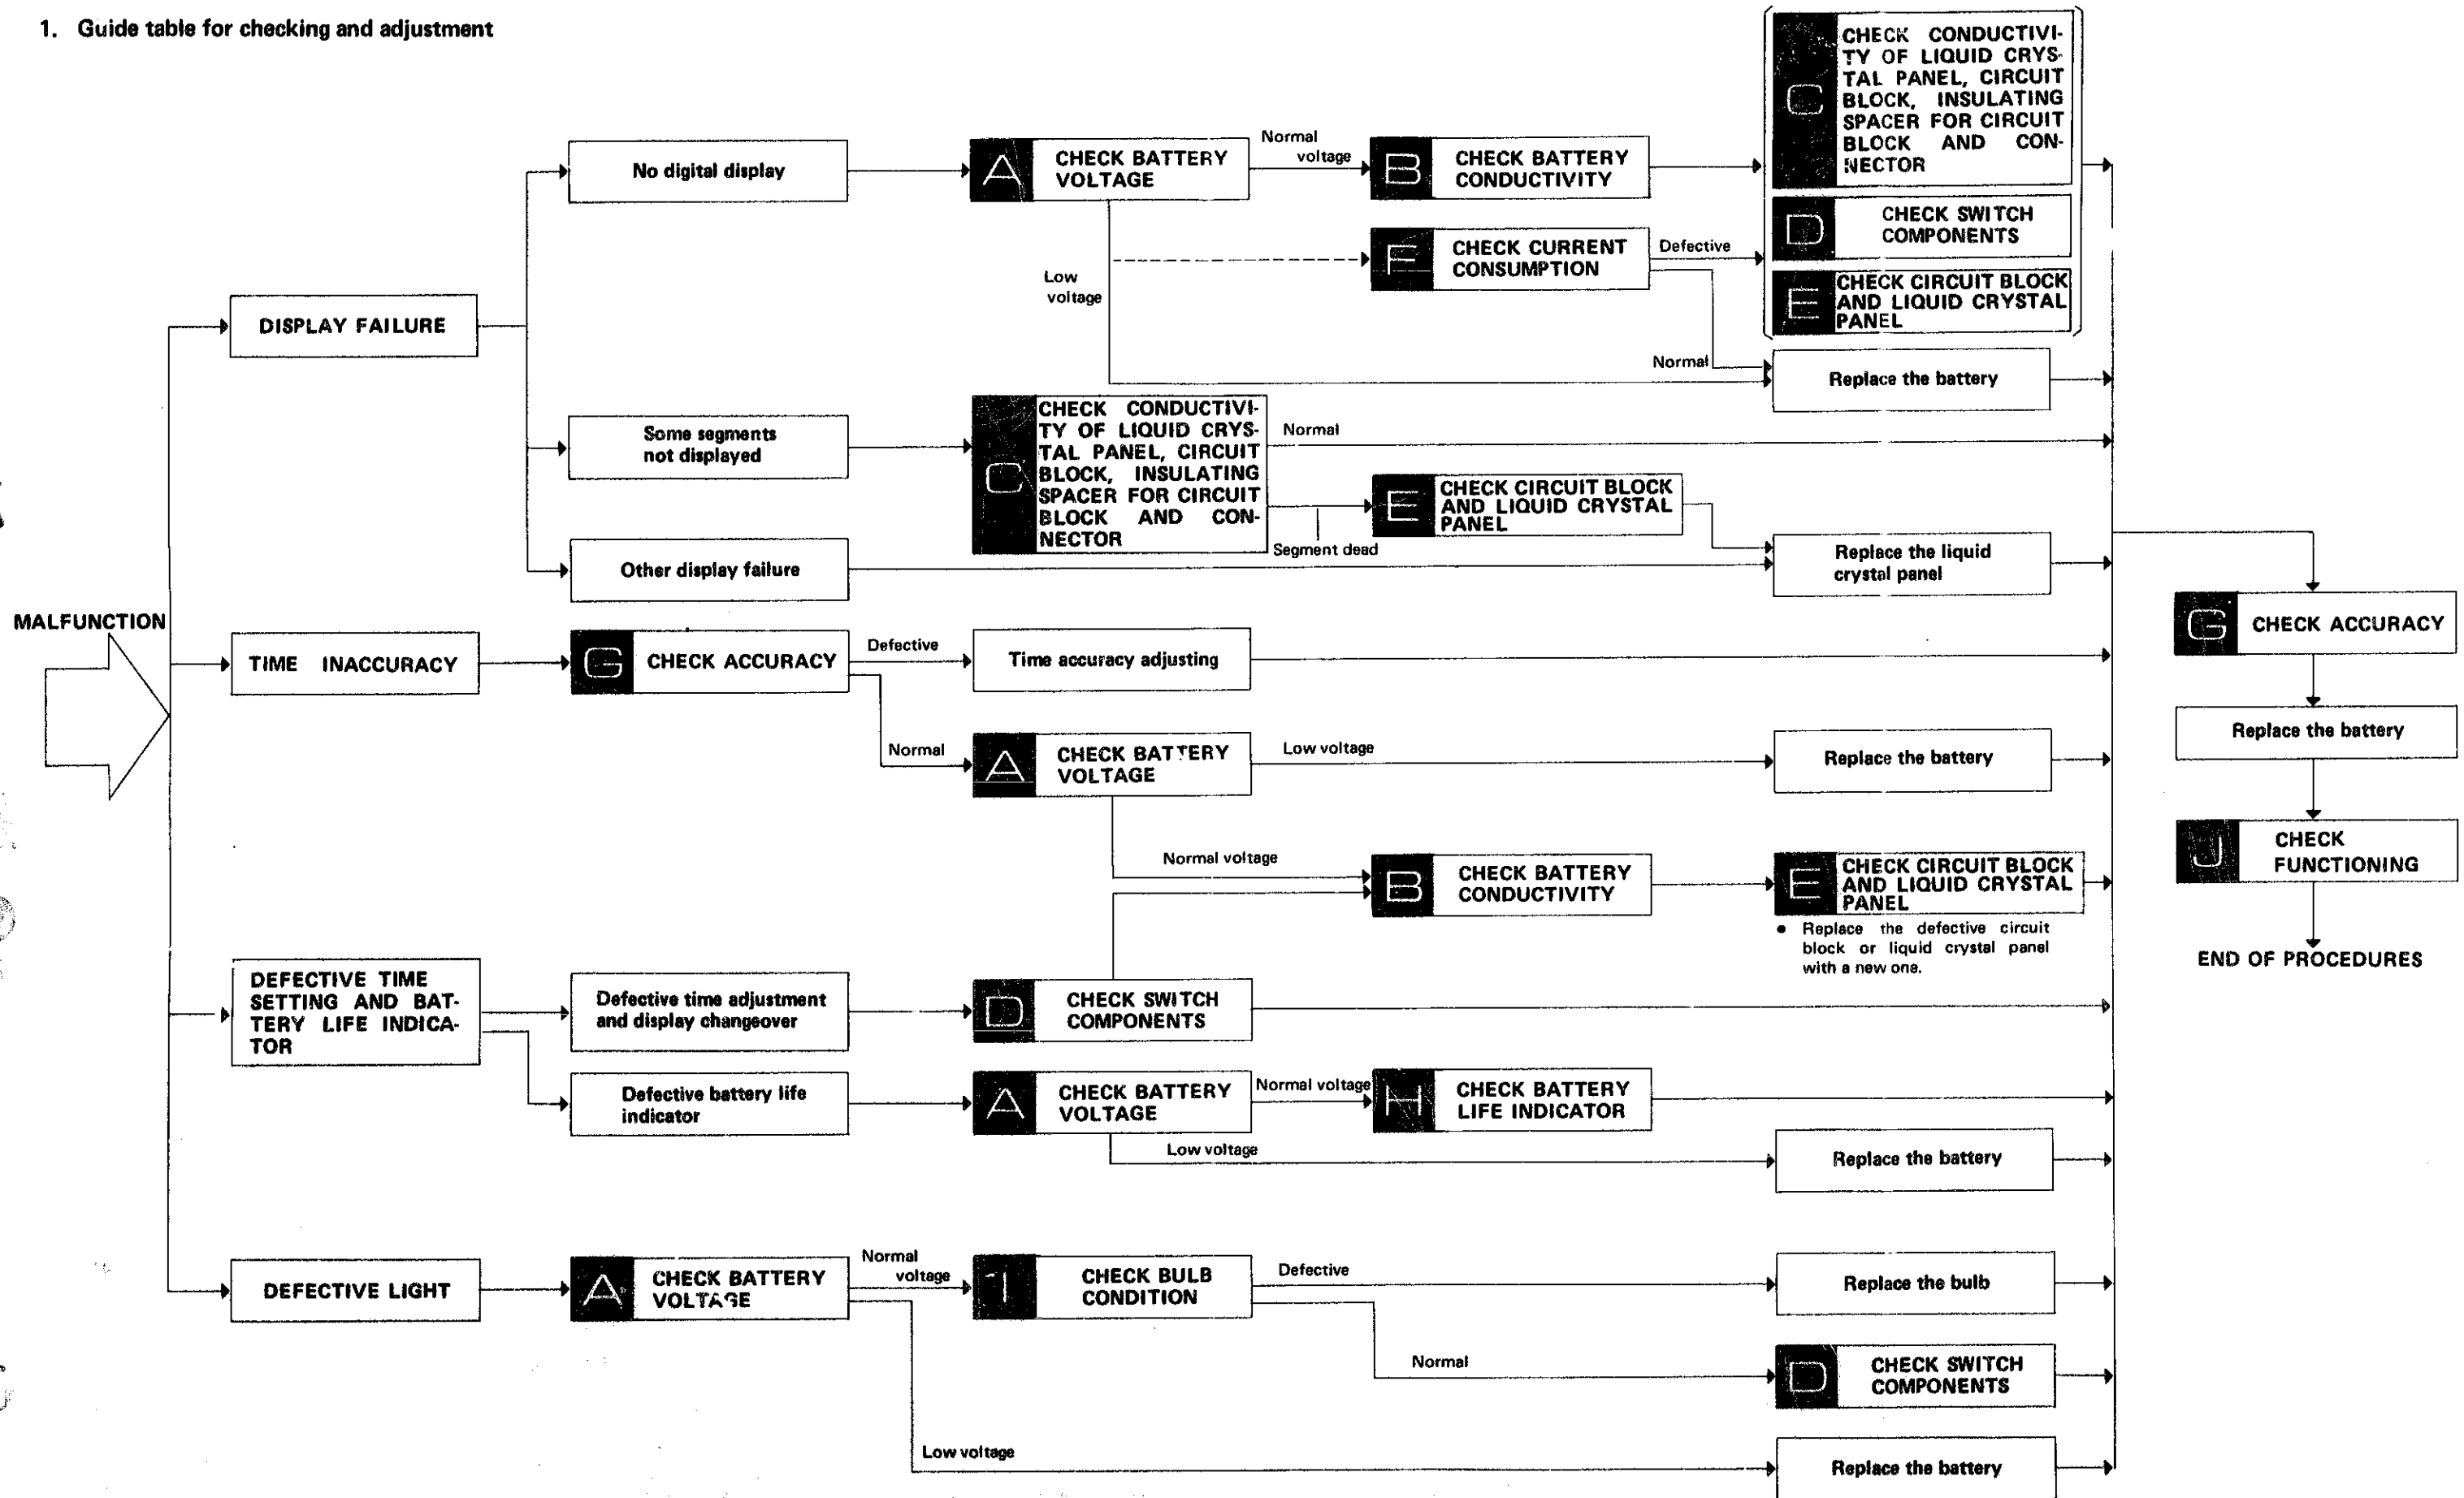 1. Guide table for checking and adjustment
MALFUNCTION
DISPLAY FAILURE
No digital display
A
CHECK BATTERY
VOLTAGE
Normal
voltage
B
CHECK BATTERY
CONDUCTIVITY
C
CHECK CONDUCTIVI-
TY OF LIQUID CRYS-
TAL PANEL, CIRCUIT
BLOCK, INSULATING
SPACER FOR CIRCUIT
BLOCK AND CON-
NECTOR
D
CHECK SWITCH
COMPONENTS
E
CHECK CIRCUIT BLOCK
AND LIQUID CRYSTAL
PANEL
Low
voltage
F
CHECK CURRENT
CONSUMPTION
Defective
Normal
Replace the battery
Some segments
not displayed
C
CHECK CONDUCTIVI-
TY OF LIQUID CRYS-
TAL PANEL, CIRCUIT
BLOCK, INSULATING
SPACER FOR CIRCUIT
BLOCK AND CON-
NECTOR
Normal
Segment dead
E
CHECK CIRCUIT BLOCK
AND LIQUID CRYSTAL
PANEL
Other display failure
Replace the liquid
crystal panel
TIME INACCURACY
G
CHECK ACCURACY
Defective
Time accuracy adjusting
Normal
A
CHECK BATTERY
VOLTAGE
Low voltage
Replace the battery
Normal voltage
B
CHECK BATTERY
CONDUCTIVITY
E
CHECK CIRCUIT BLOCK
AND LIQUID CRYSTAL
PANEL
● Replace the defective circuit
block or liquid crystal panel
with a new one.
DEFECTIVE TIME
SETTING AND BAT-
TERY LIFE INDICA-
TOR
Defective time adjustment
and display changeover
D
CHECK SWITCH
COMPONENTS
Defective battery life
indicator
A
CHECK BATTERY
VOLTAGE
Normal voltage
H
CHECK BATTERY
LIFE INDICATOR
Low voltage
Replace the battery
DEFECTIVE LIGHT
A
CHECK BATTERY
VOLTAGE
Normal
voltage
I
CHECK BULB
CONDITION
Defective
Replace the bulb
Normal
D
CHECK SWITCH
COMPONENTS
Low voltage
Replace the battery
G
CHECK ACCURACY
Replace the battery
J
CHECK
FUNCTIONING
END OF PROCEDURES